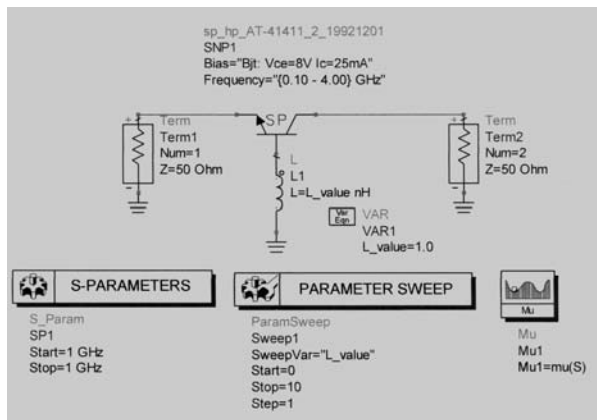 sp_hp_AT-41411_2_19921201
SNP1
Bias="Bjt: Vce=8V Ic=25mA"
Frequency="{0.10 - 4.00} GHz"
SP
Term
Term1
Num=1
Z=50 Ohm
Term
Term2
Num=2
Z=50 Ohm
L
L1
L=L_value nH
Var
Eqn
VAR
VAR1
L_value=1.0
S-PARAMETERS
S_Param
SP1
Start=1 GHz
Stop=1 GHz
PARAMETER SWEEP
ParamSweep
Sweep1
SweepVar="L_value"
Start=0
Stop=10
Step=1
Mu
Mu
Mu1
Mu1=mu(S)